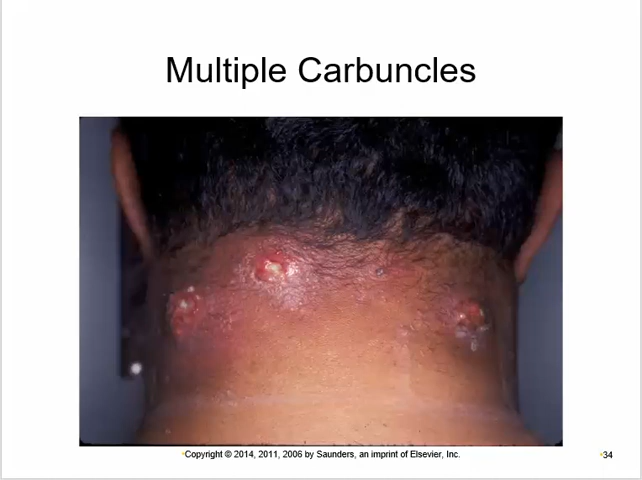 Multiple Carbuncles
•Copyright © 2014, 2011, 2006 by Saunders, an imprint of Elsevier, Inc.
•34